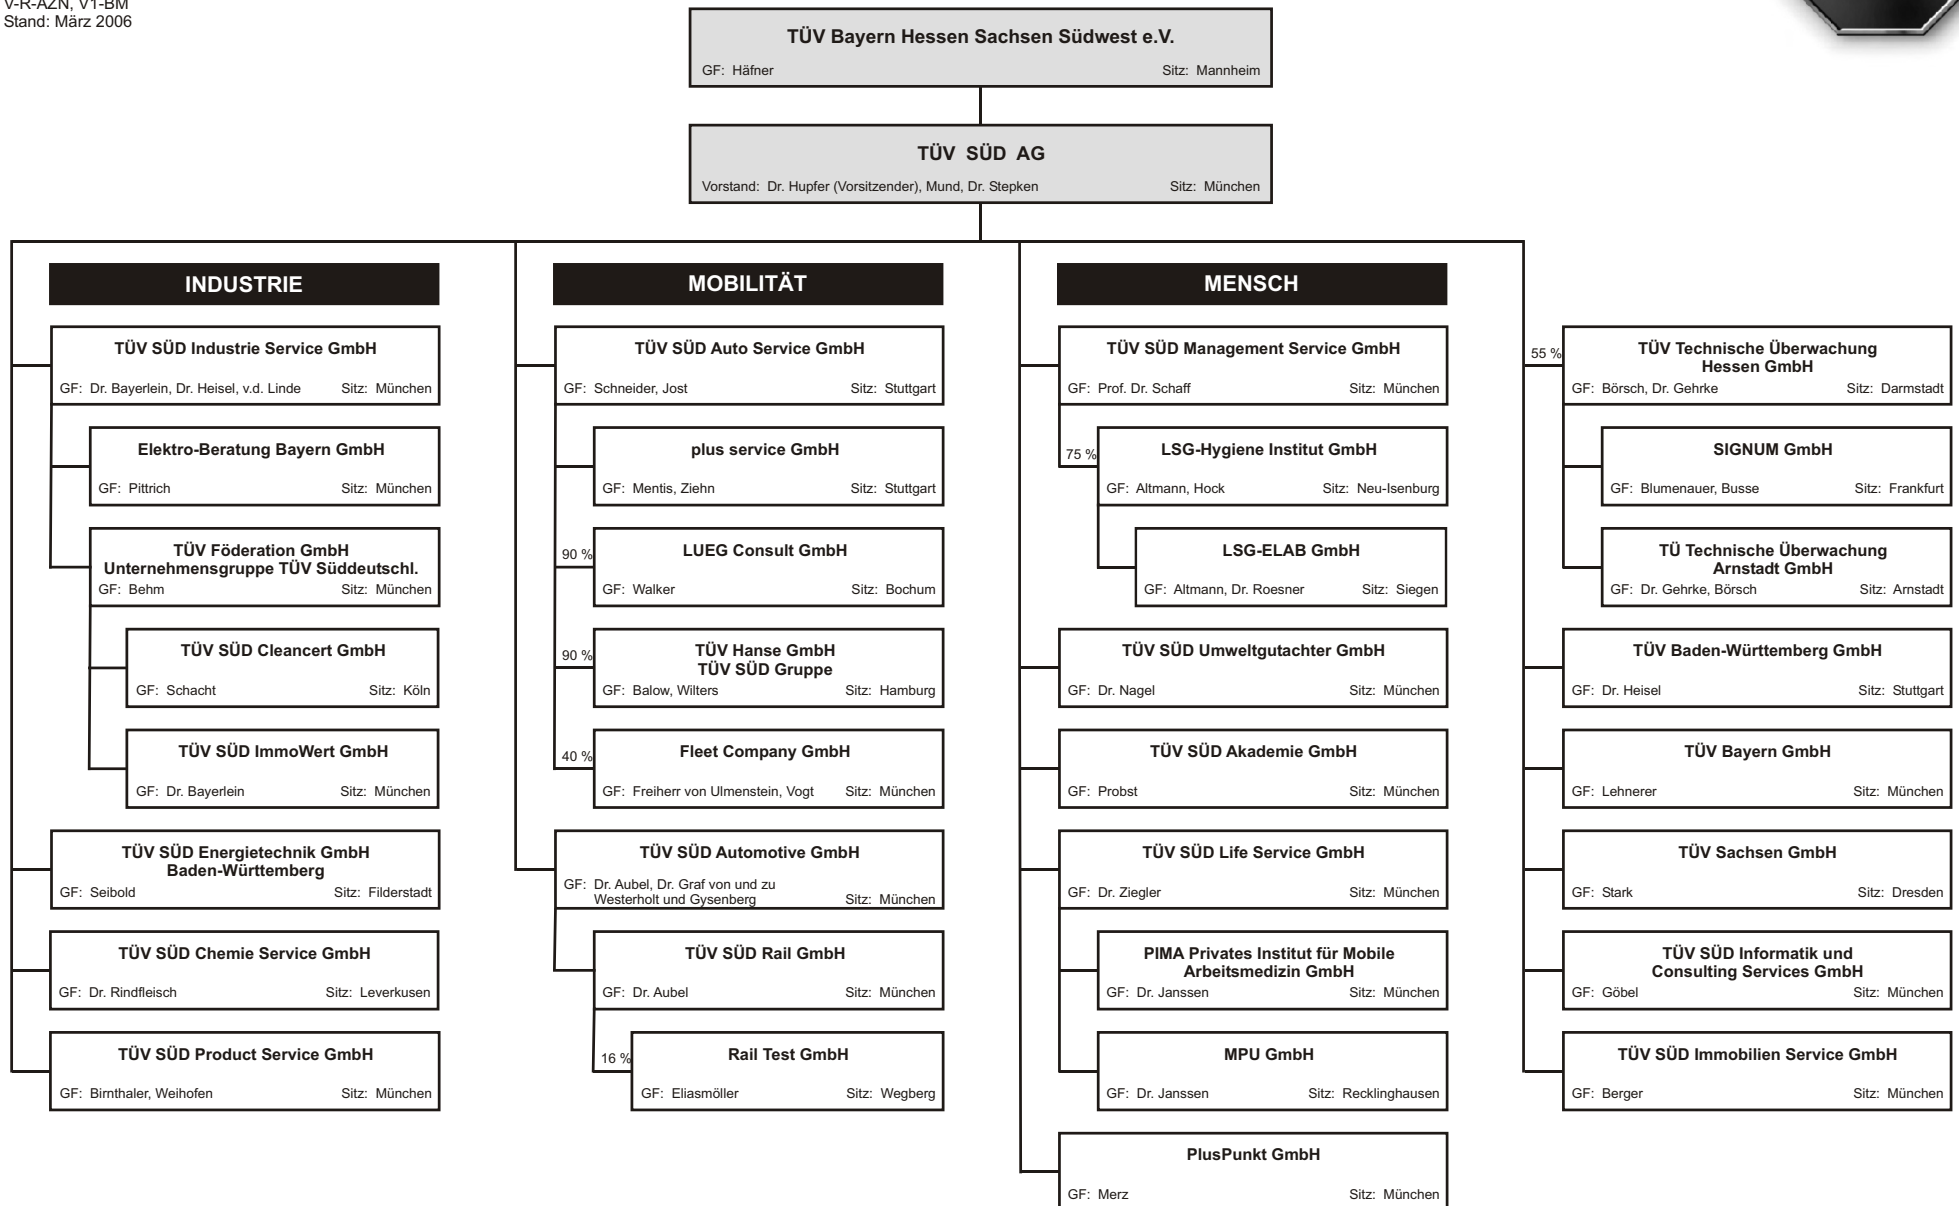 V-R-AZN, V1-BM
Stand: März 2006
TÜV Bayern Hessen Sachsen Südwest e.V.
GF: Häfner Sitz: Mannheim
TÜV SÜD AG
Vorstand: Dr. Hupfer (Vorsitzender), Mund, Dr. Stepken Sitz: München
INDUSTRIE
TÜV SÜD Industrie Service GmbH
GF: Dr. Bayerlein, Dr. Heisel, v.d. Linde Sitz: München
Elektro-Beratung Bayern GmbH
GF: Pittrich Sitz: München
TÜV Föderation GmbH
Unternehmensgruppe TÜV Süddeutschl.
GF: Behm Sitz: München
TÜV SÜD Cleancert GmbH
GF: Schacht Sitz: Köln
TÜV SÜD ImmoWert GmbH
GF: Dr. Bayerlein Sitz: München
TÜV SÜD Energietechnik GmbH
Baden-Württemberg
GF: Seibold Sitz: Filderstadt
TÜV SÜD Chemie Service GmbH
GF: Dr. Rindfleisch Sitz: Leverkusen
TÜV SÜD Product Service GmbH
GF: Birnthaler, Weihofen Sitz: München
MOBILITÄT
TÜV SÜD Auto Service GmbH
GF: Schneider, Jost Sitz: Stuttgart
plus service GmbH
GF: Mentis, Ziehn Sitz: Stuttgart
90 %
LUEG Consult GmbH
GF: Walker Sitz: Bochum
90 %
TÜV Hanse GmbH
TÜV SÜD Gruppe
GF: Balow, Wilters Sitz: Hamburg
40 %
Fleet Company GmbH
GF: Freiherr von Ulmenstein, Vogt Sitz: München
TÜV SÜD Automotive GmbH
GF: Dr. Aubel, Dr. Graf von und zu
Westerholt und Gysenberg Sitz: München
TÜV SÜD Rail GmbH
GF: Dr. Aubel Sitz: München
16 %
Rail Test GmbH
GF: Eliasmöller Sitz: Wegberg
MENSCH
TÜV SÜD Management Service GmbH
GF: Prof. Dr. Schaff Sitz: München
75 %
LSG-Hygiene Institut GmbH
GF: Altmann, Hock Sitz: Neu-Isenburg
LSG-ELAB GmbH
GF: Altmann, Dr. Roesner Sitz: Siegen
TÜV SÜD Umweltgutachter GmbH
GF: Dr. Nagel Sitz: München
TÜV SÜD Akademie GmbH
GF: Probst Sitz: München
TÜV SÜD Life Service GmbH
GF: Dr. Ziegler Sitz: München
PIMA Privates Institut für Mobile
Arbeitsmedizin GmbH
GF: Dr. Janssen Sitz: München
MPU GmbH
GF: Dr. Janssen Sitz: Recklinghausen
PlusPunkt GmbH
GF: Merz Sitz: München
55 %
TÜV Technische Überwachung
Hessen GmbH
GF: Börsch, Dr. Gehrke Sitz: Darmstadt
SIGNUM GmbH
GF: Blumenauer, Busse Sitz: Frankfurt
TÜ Technische Überwachung
Arnstadt GmbH
GF: Dr. Gehrke, Börsch Sitz: Arnstadt
TÜV Baden-Württemberg GmbH
GF: Dr. Heisel Sitz: Stuttgart
TÜV Bayern GmbH
GF: Lehnerer Sitz: München
TÜV Sachsen GmbH
GF: Stark Sitz: Dresden
TÜV SÜD Informatik und
Consulting Services GmbH
GF: Göbel Sitz: München
TÜV SÜD Immobilien Service GmbH
GF: Berger Sitz: München